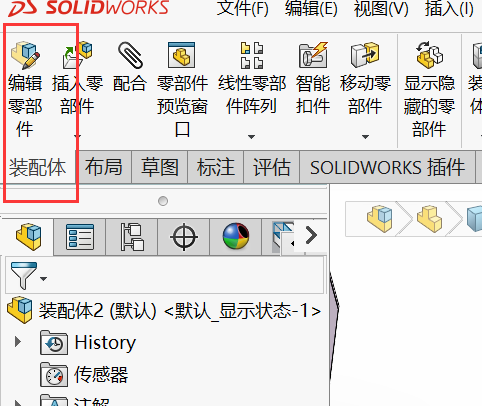 SOLIDWORKS 文件(F) 编辑(E) 视图(V) 插入(I)
编辑 插入零 配合 零部件 线性零部 智能 移动零 显示隐
零部 部件 预览窗 件阵列 扣件 部件 藏的零
件 口 部件
装配体 布局 草图 标注 评估 SOLIDWORKS 插件
装配体2 (默认) <默认_显示状态-1>
History
传感器
注解